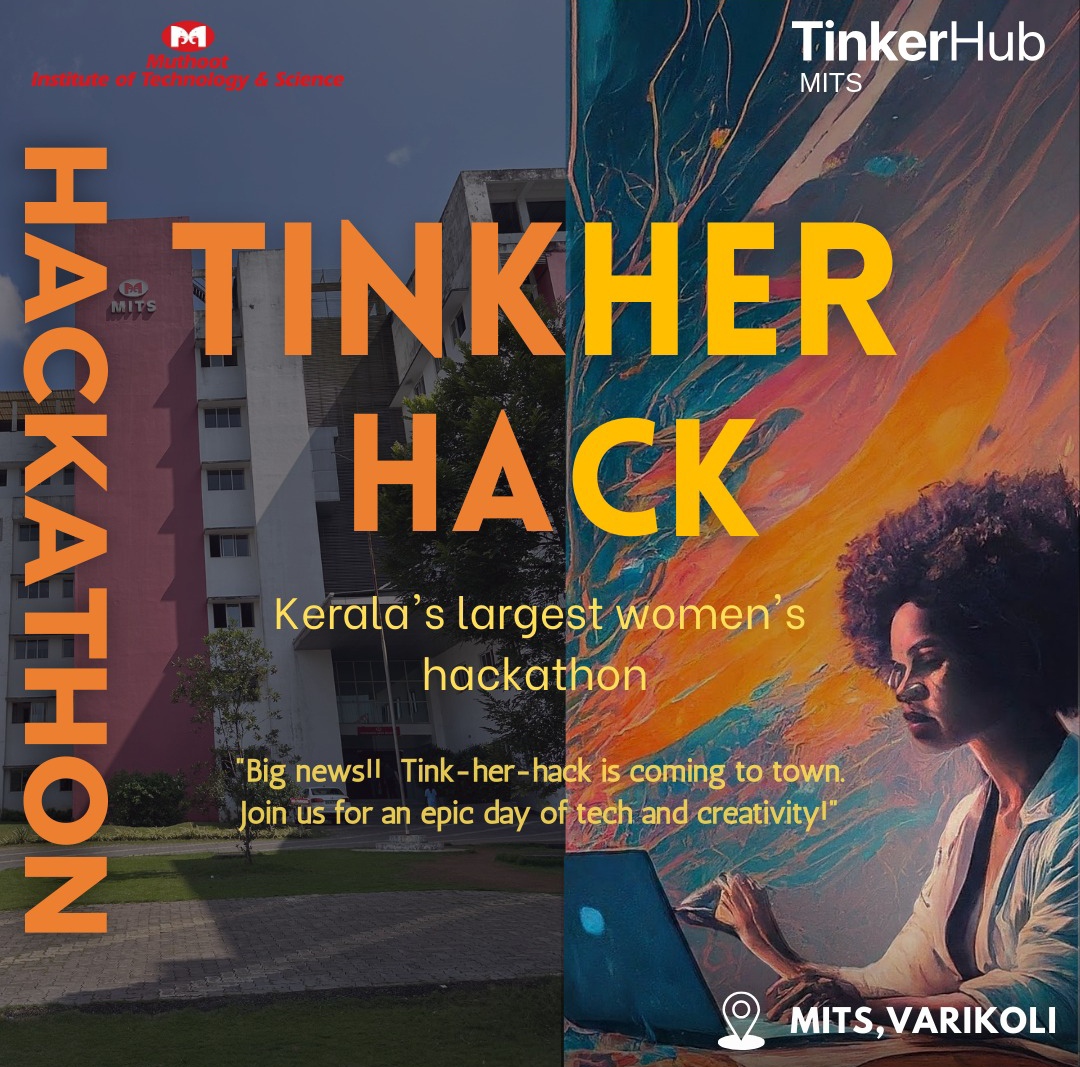 Muthoot
Institute of Technology & Science
TinkerHub
MITS
HACKATHON
MITS
TINKHER
HACK
Kerala's largest women's
hackathon
"Big news!! Tink-her-hack is coming to town.
Join us for an epic day of tech and creativity!"
MITS,VARIKOLI